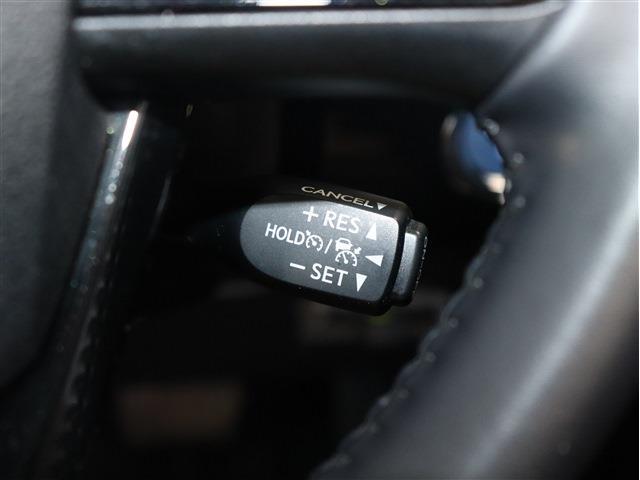 CANCEL▼
+ RES ▲
HOLD / ◀
− SET ▼